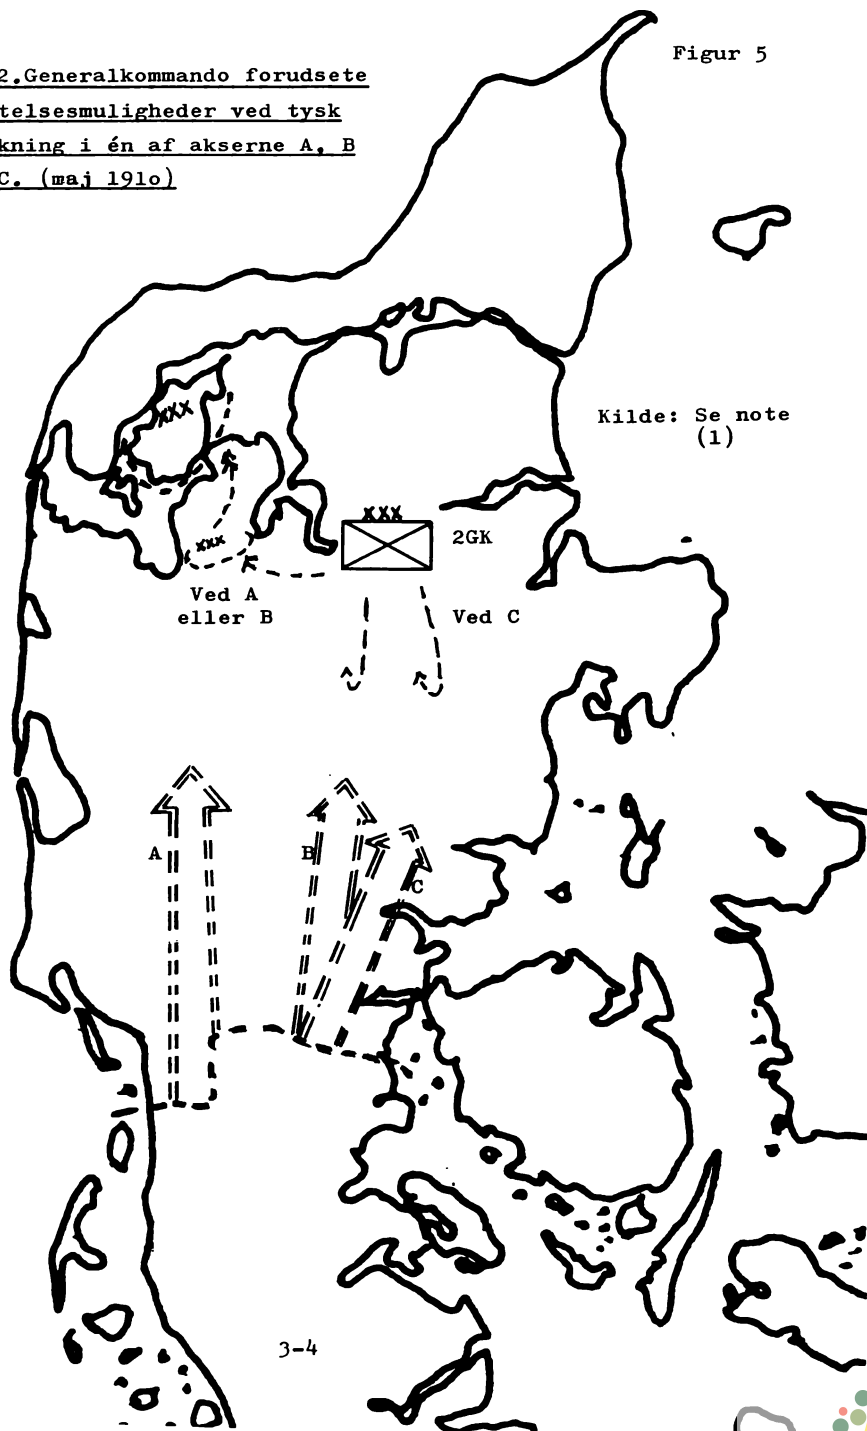 2.Generalkommando forudsete
telsesmuligheder ved tysk
kning i én af akserne A, B
C. (maj 191o)
Figur 5
Kilde: Se note
(1)
xxx
xxx
xxx
2GK
Ved A
eller B
Ved C
A
B
C
3-4